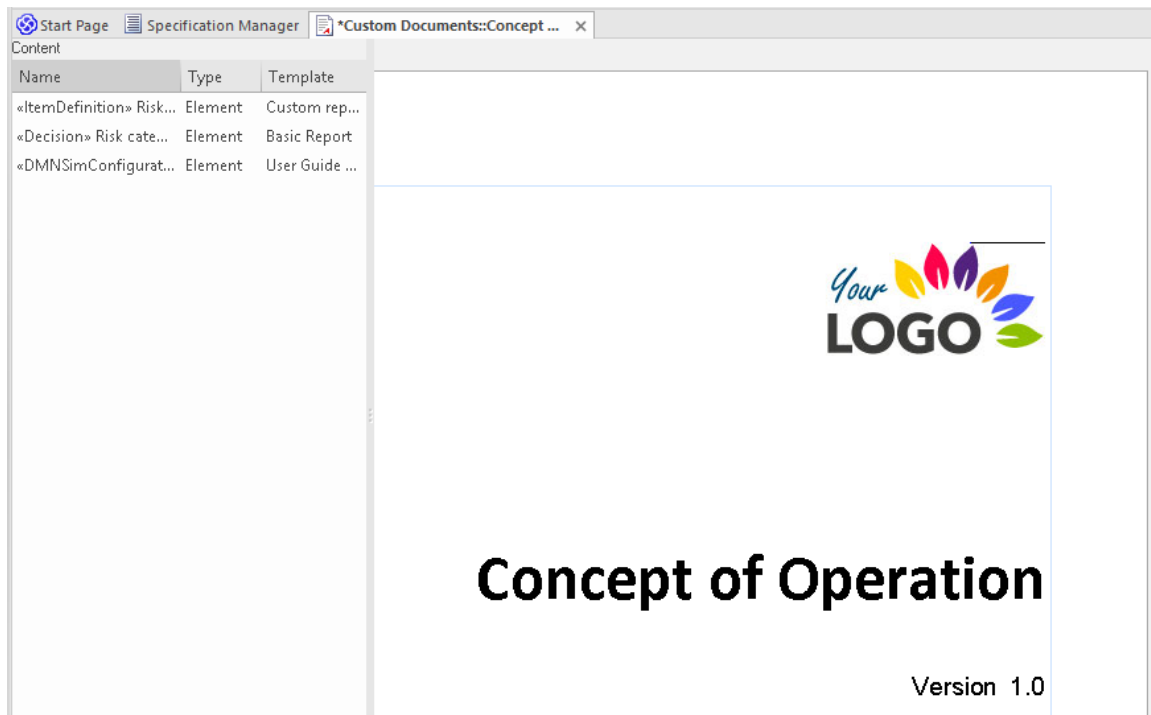 Start Page Specification Manager *Custom Documents::Concept ... ×
Content
Name Type Template
«ItemDefinition» Risk... Element Custom rep...
«Decision» Risk cate... Element Basic Report
«DMNSimConfigurat... Element User Guide ...
Your
LOGO
Concept of Operation
Version 1.0